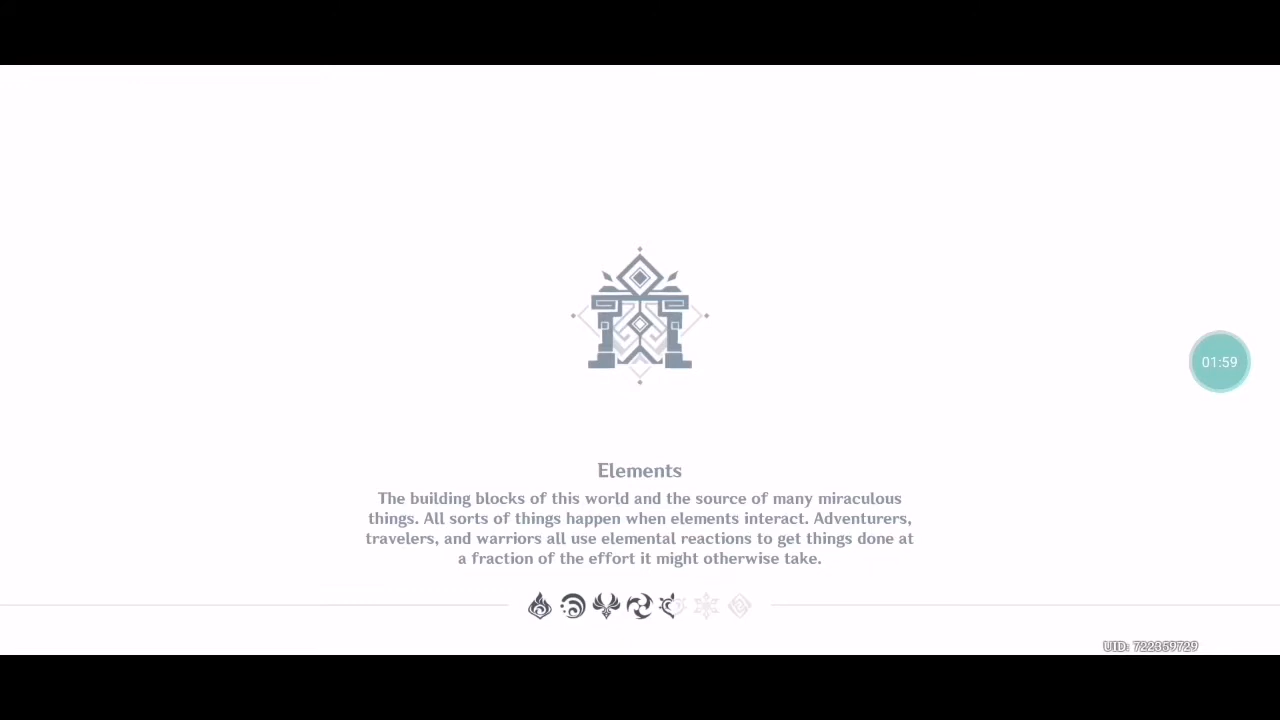 01:59
Elements
The building blocks of this world and the source of many miraculous
things. All sorts of things happen when elements interact. Adventurers,
travelers, and warriors all use elemental reactions to get things done at
a fraction of the effort it might otherwise take.
UID: 722359729